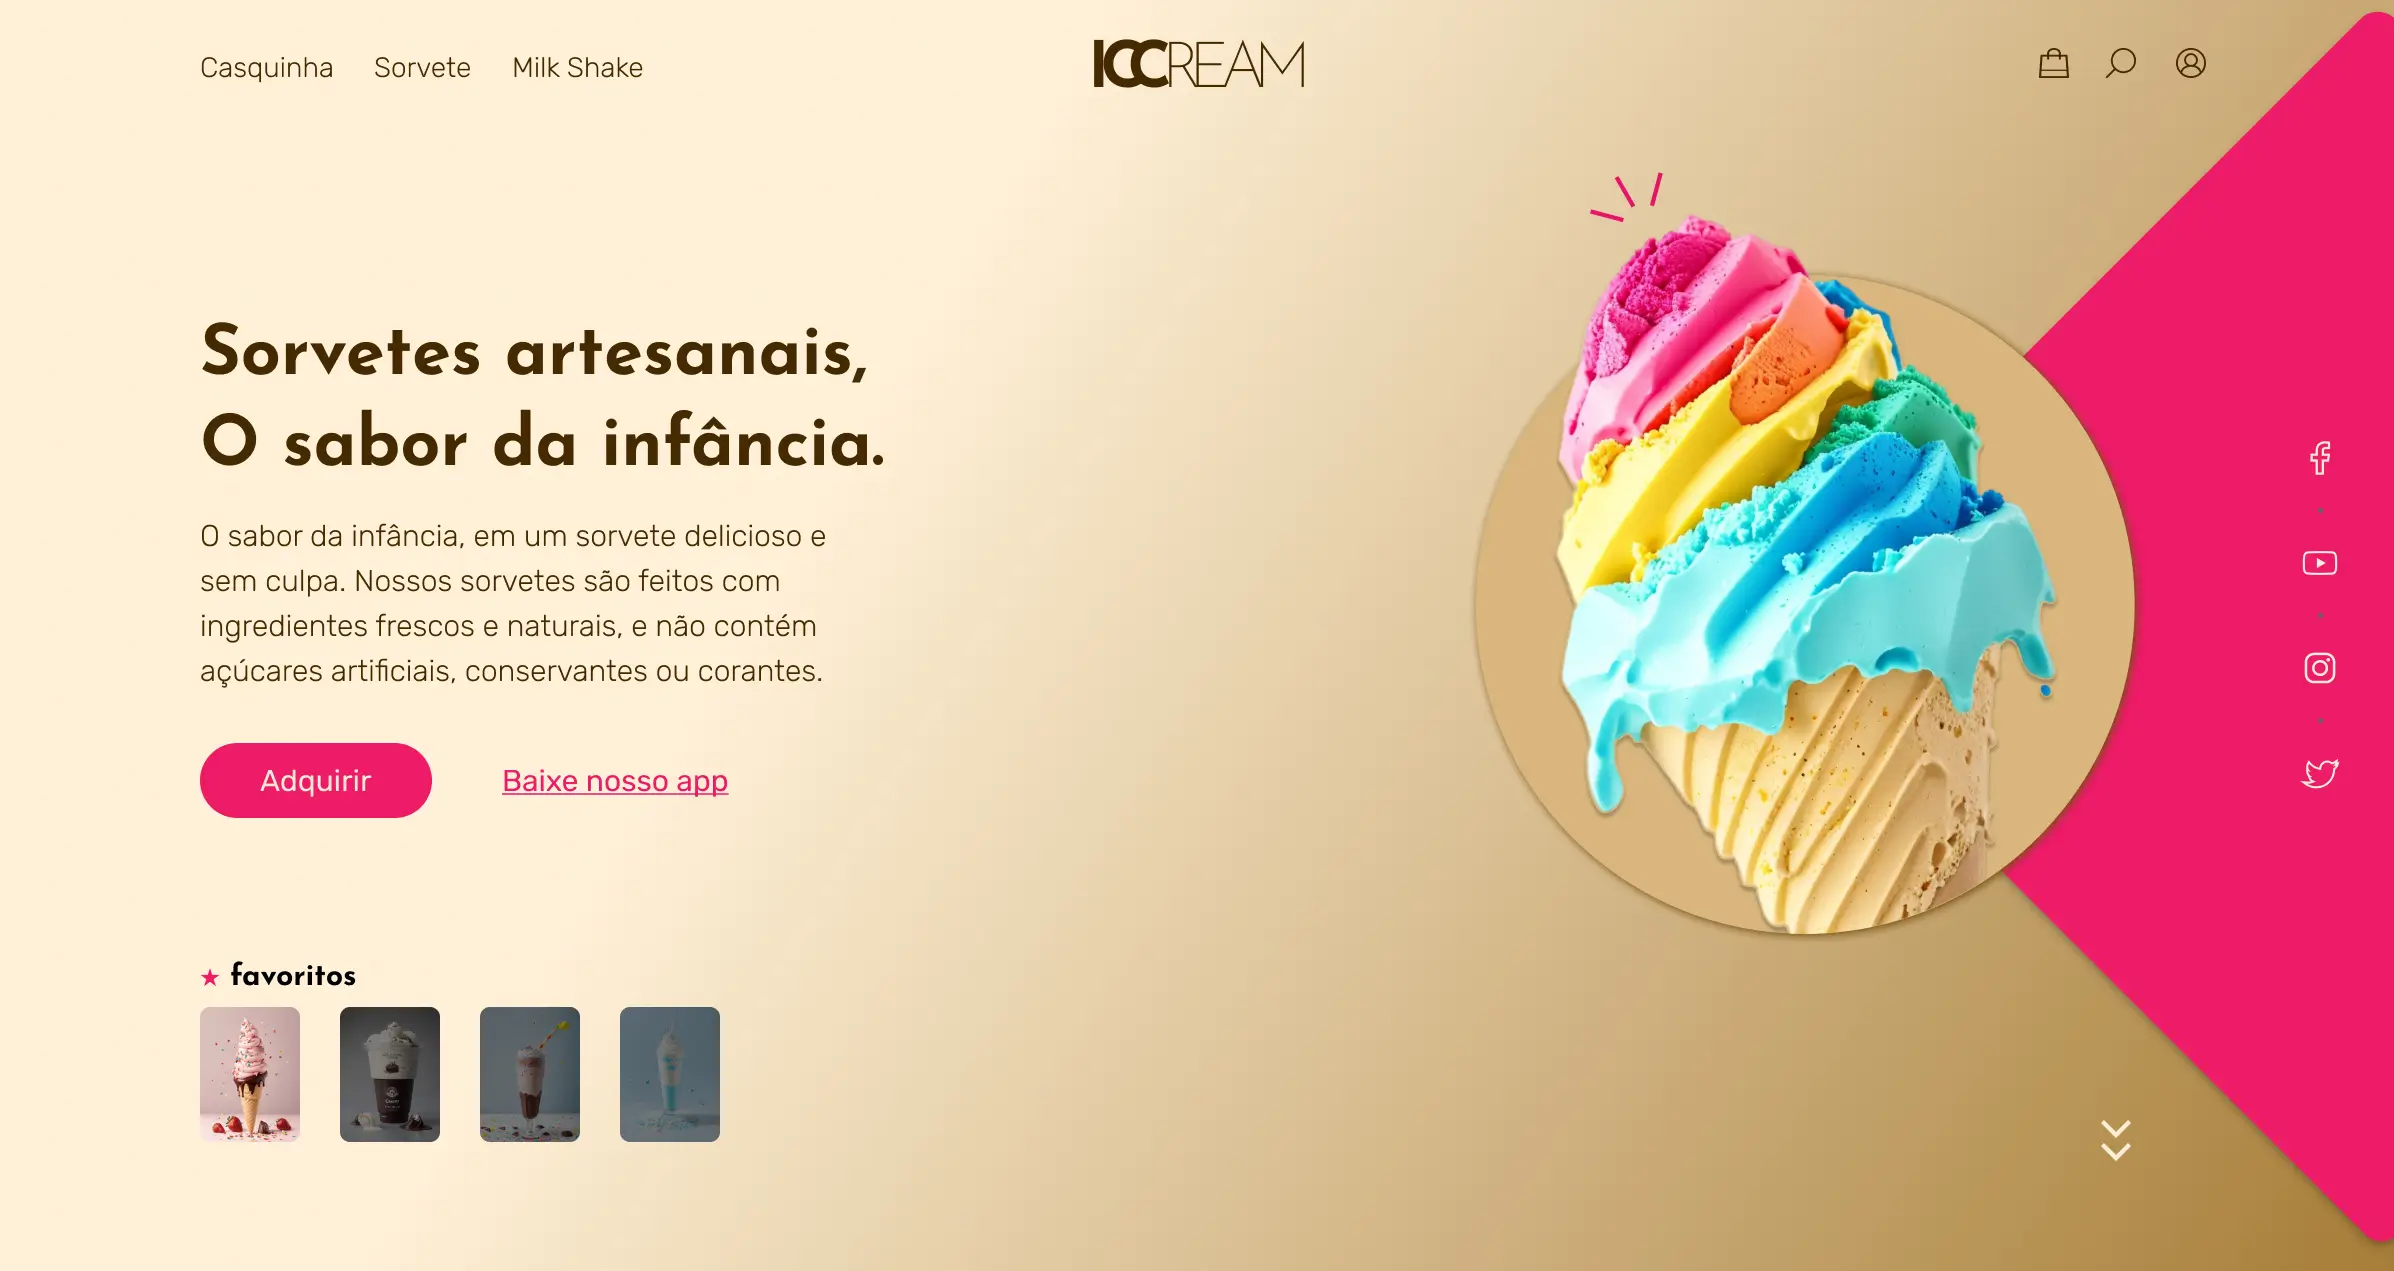 Casquinha Sorvete Milk Shake
ICCREAM
Sorvetes artesanais,
O sabor da infância.
O sabor da infância, em um sorvete delicioso e
sem culpa. Nossos sorvetes são feitos com
ingredientes frescos e naturais, e não contém
açúcares artificiais, conservantes ou corantes.
Adquirir Baixe nosso app
★ favoritos